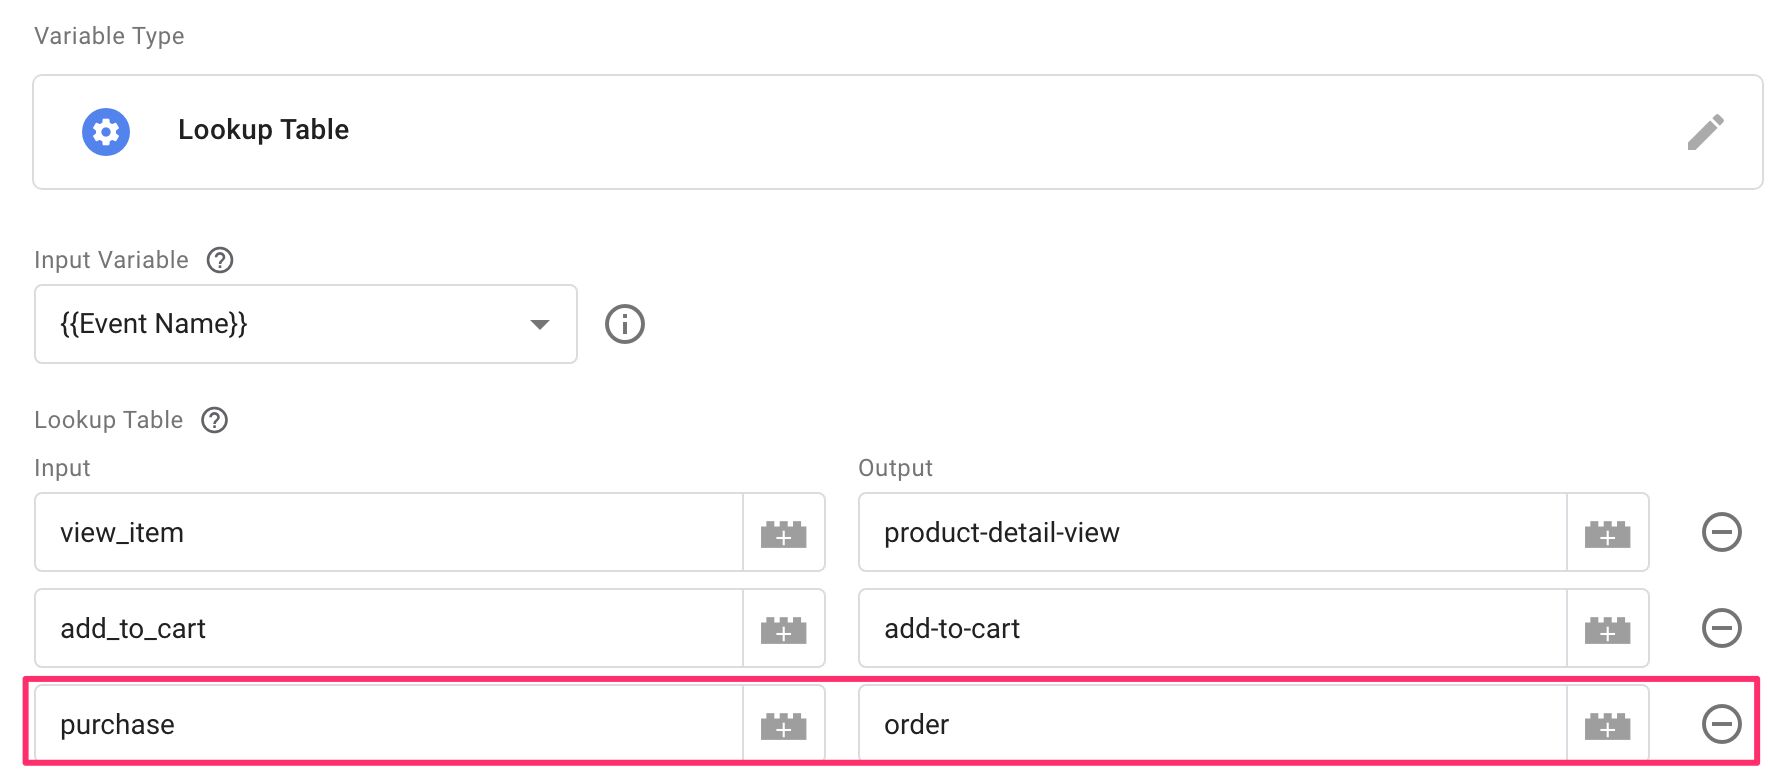 Variable Type
Lookup Table
Input Variable
{{Event Name}}
Lookup Table
Input Output
view_item product-detail-view
add_to_cart add-to-cart
purchase order